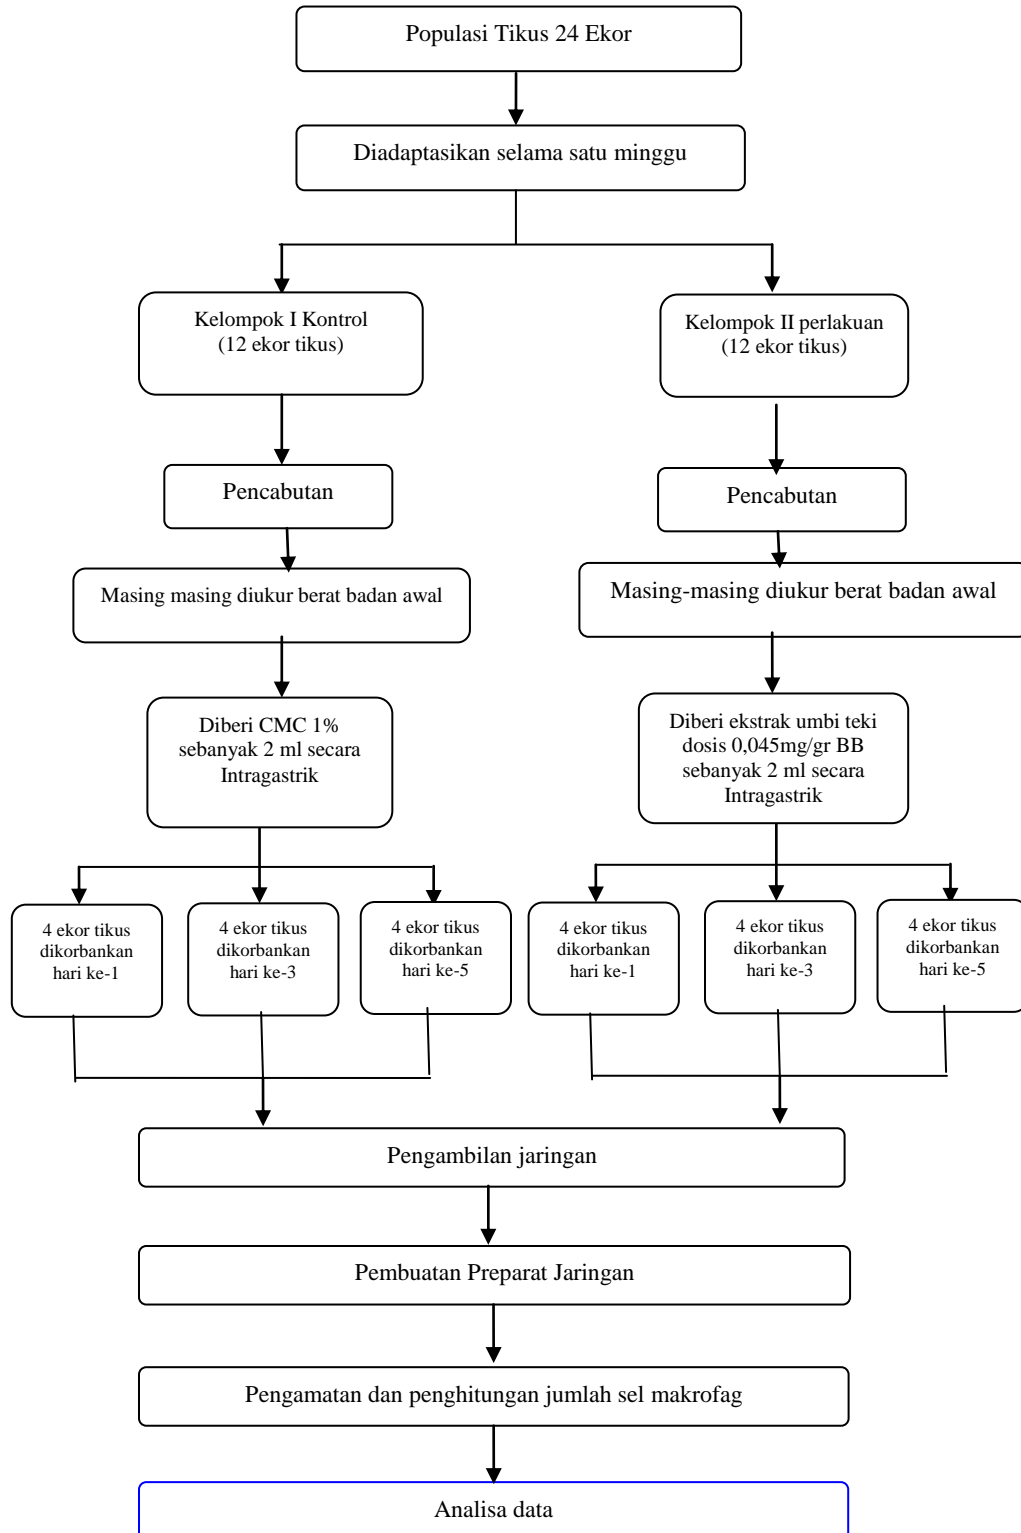 Populasi Tikus 24 Ekor
Diadaptasikan selama satu minggu
Kelompok I Kontrol
(12 ekor tikus)
Kelompok II perlakuan
(12 ekor tikus)
Pencabutan
Pencabutan
Masing masing diukur berat badan awal
Masing-masing diukur berat badan awal
Diberi CMC 1%
sebanyak 2 ml secara
Intragastrik
Diberi ekstrak umbi teki
dosis 0,045mg/gr BB
sebanyak 2 ml secara
Intragastrik
4 ekor tikus
dikorbankan
hari ke-1
4 ekor tikus
dikorbankan
hari ke-3
4 ekor tikus
dikorbankan
hari ke-5
4 ekor tikus
dikorbankan
hari ke-1
4 ekor tikus
dikorbankan
hari ke-3
4 ekor tikus
dikorbankan
hari ke-5
Pengambilan jaringan
Pembuatan Preparat Jaringan
Pengamatan dan penghitungan jumlah sel makrofag
Analisa data